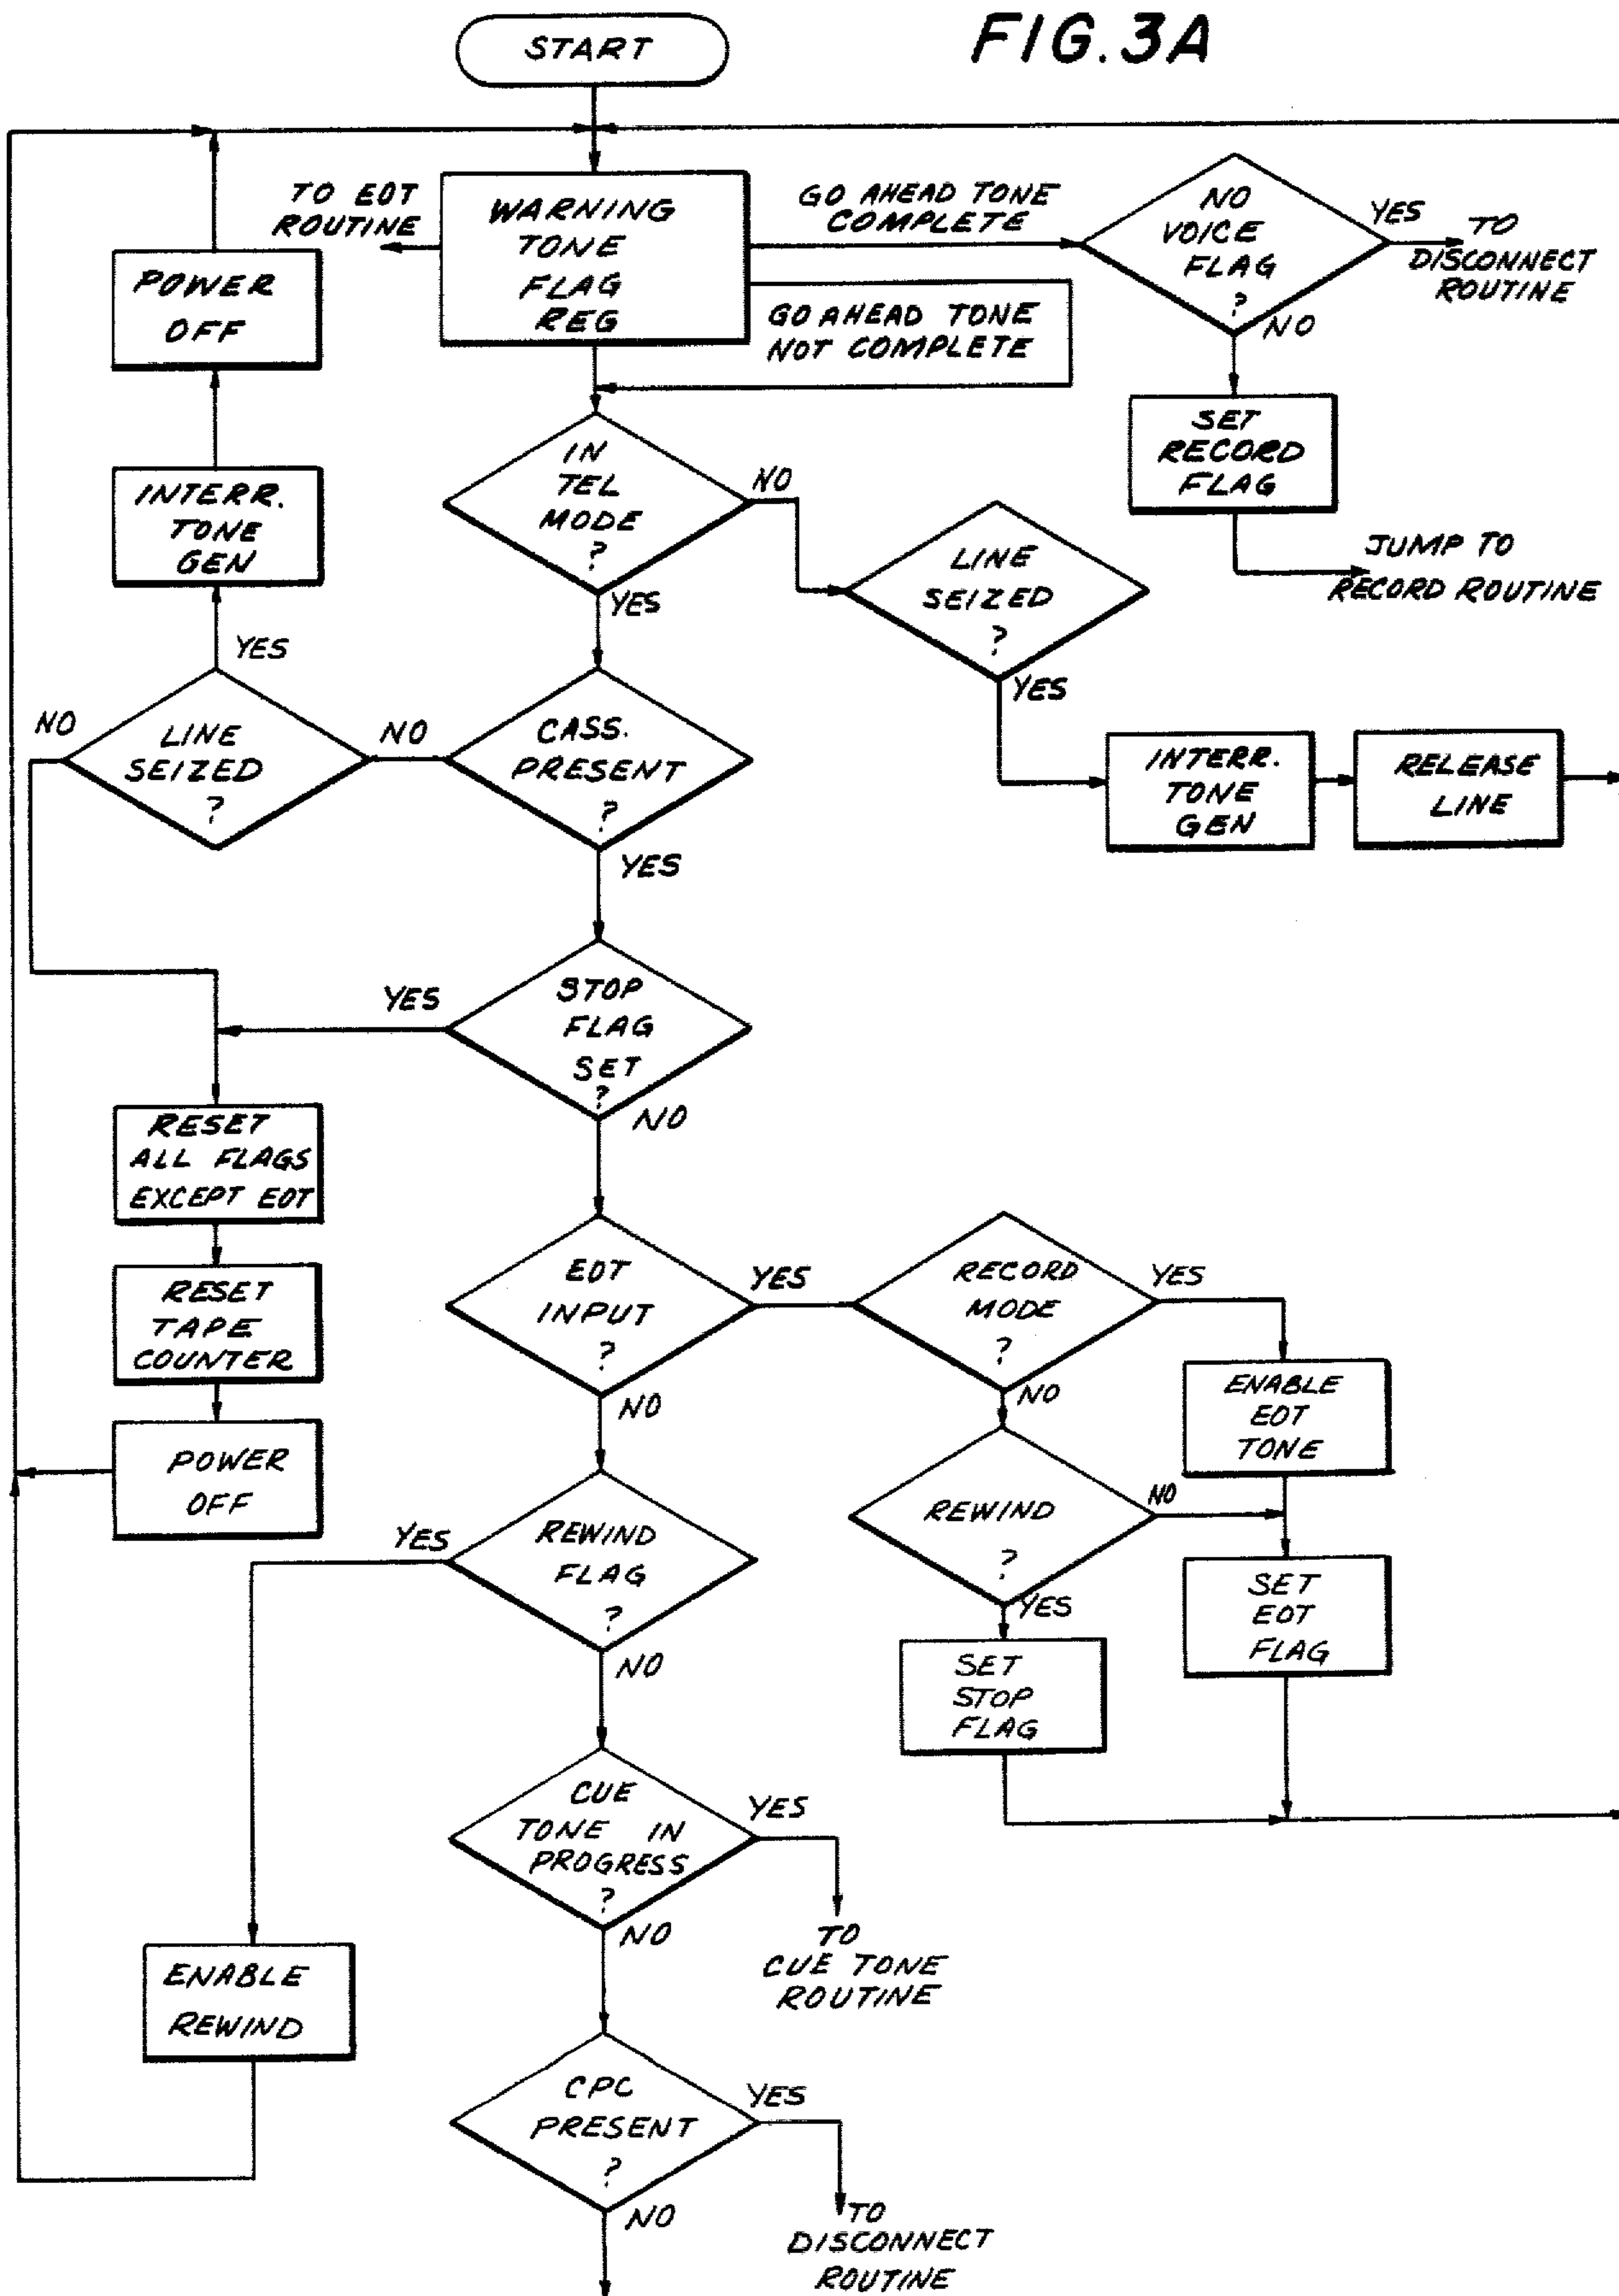 FIG. 3A
START
TO EOT
ROUTINE
WARNING
TONE
FLAG
REG
GO AHEAD TONE
COMPLETE
GO AHEAD TONE
NOT COMPLETE
NO
VOICE
FLAG
?
YES
TO
DISCONNECT
ROUTINE
NO
SET
RECORD
FLAG
JUMP TO
RECORD ROUTINE
POWER
OFF
INTERR.
TONE
GEN
YES
IN
TEL
MODE
?
NO
YES
LINE
SEIZED
?
YES
INTERR.
TONE
GEN
RELEASE
LINE
NO
LINE
SEIZED
?
NO
CASS.
PRESENT
?
YES
YES
STOP
FLAG
SET
?
NO
RESET
ALL FLAGS
EXCEPT EOT
RESET
TAPE
COUNTER
POWER
OFF
EOT
INPUT
?
YES
NO
RECORD
MODE
?
YES
NO
ENABLE
EOT
TONE
REWIND
?
NO
YES
SET
EOT
FLAG
SET
STOP
FLAG
YES
REWIND
FLAG
?
NO
CUE
TONE IN
PROGRESS
?
YES
NO
TO
CUE TONE
ROUTINE
ENABLE
REWIND
CPC
PRESENT
?
YES
NO
TO
DISCONNECT
ROUTINE